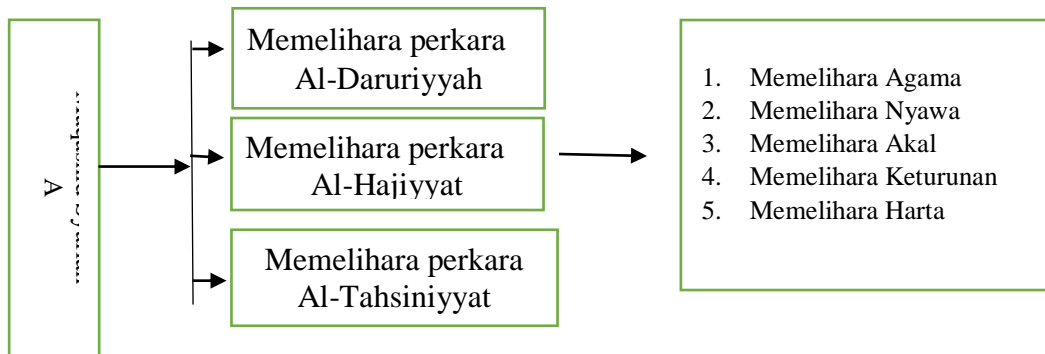 A
Memelihara perkara
Al-Daruriyyah
Memelihara perkara
Al-Hajiyyat
Memelihara perkara
Al-Tahsiniyyat
1. Memelihara Agama
2. Memelihara Nyawa
3. Memelihara Akal
4. Memelihara Keturunan
5. Memelihara Harta